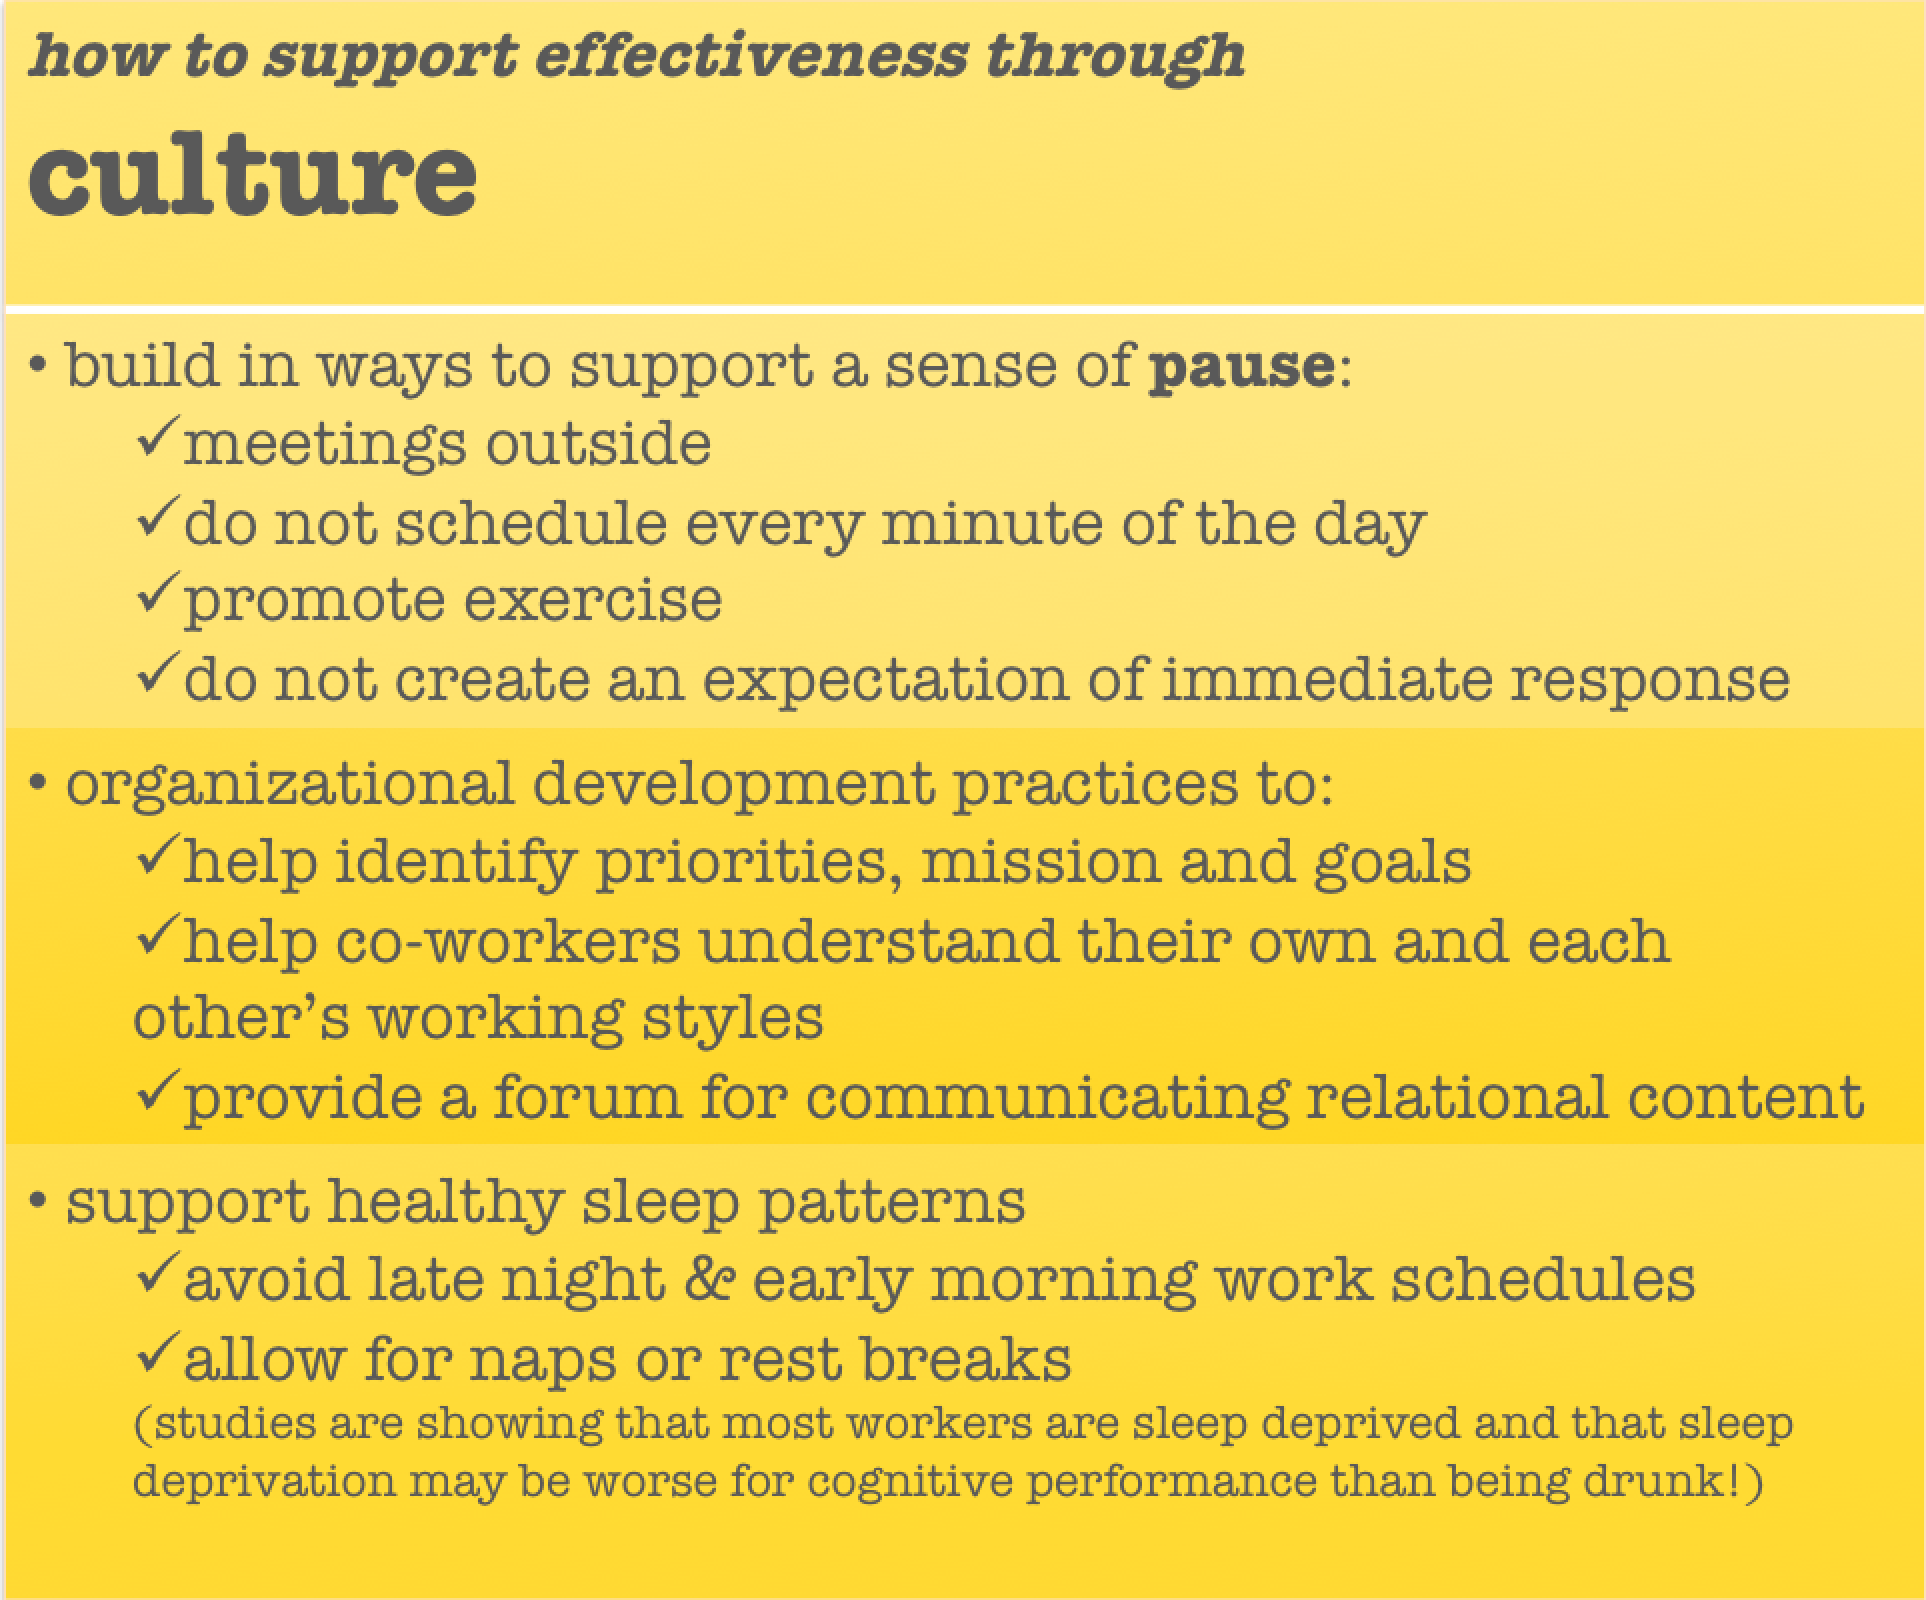 how to support effectiveness through
culture
• build in ways to support a sense of pause:
✓meetings outside
✓do not schedule every minute of the day
✓promote exercise
✓do not create an expectation of immediate response
• organizational development practices to:
✓help identify priorities, mission and goals
✓help co-workers understand their own and each
other’s working styles
✓provide a forum for communicating relational content
• support healthy sleep patterns
✓avoid late night & early morning work schedules
✓allow for naps or rest breaks
(studies are showing that most workers are sleep deprived and that sleep
deprivation may be worse for cognitive performance than being drunk!)